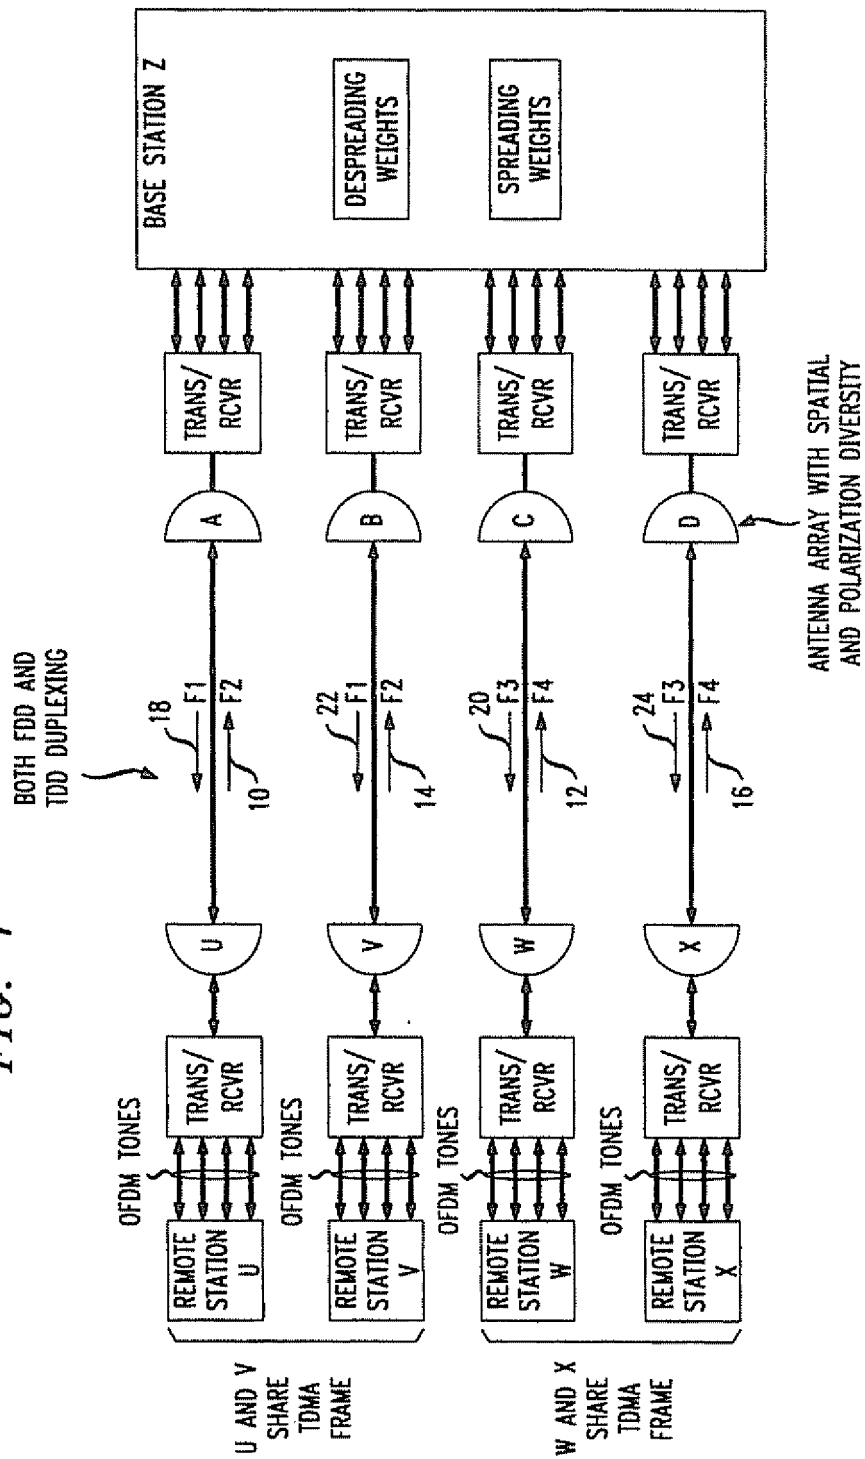 FIG. 1
BOTH FDD AND
TDD DUPLEXING
U AND V
SHARE
TDMA
FRAME
REMOTE
STATION
U
OFDM TONES
TRANS/
RCVR
U
18
F1
F2
10
A
TRANS/
RCVR
REMOTE
STATION
V
OFDM TONES
TRANS/
RCVR
V
22
F1
F2
14
B
TRANS/
RCVR
W AND X
SHARE
TDMA
FRAME
REMOTE
STATION
W
OFDM TONES
TRANS/
RCVR
W
20
F3
F4
12
C
TRANS/
RCVR
REMOTE
STATION
X
OFDM TONES
TRANS/
RCVR
X
24
F3
F4
16
D
TRANS/
RCVR
ANTENNA ARRAY WITH SPATIAL
AND POLARIZATION DIVERSITY
BASE STATION Z
DESPREADING
WEIGHTS
SPREADING
WEIGHTS